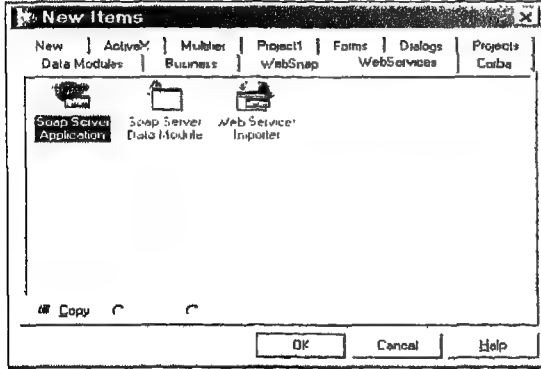 New Items
New ActiveX Multitier Project1 Forms Dialogs Projects
Data Modules Business WebSnap WebServices Corba
Soap Server Soap Server Web Services
Application Data Module Importer
Copy
OK Cancel Help